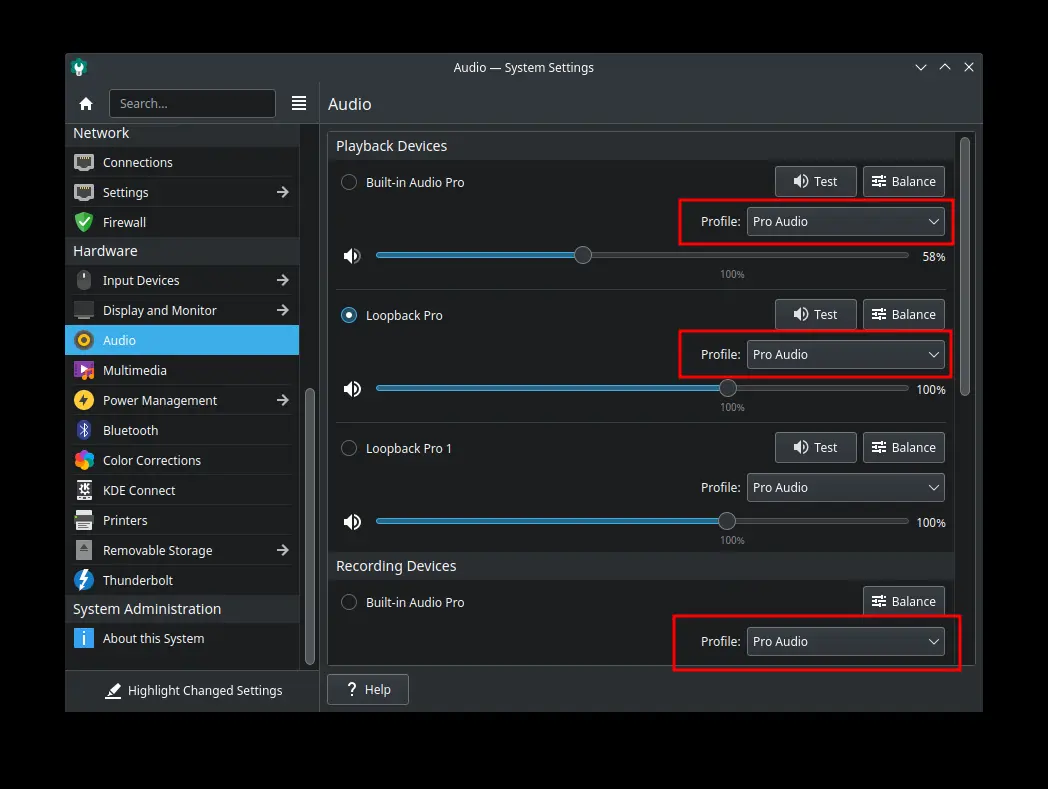 Audio — System Settings
Search...
Audio
Network
Connections
Settings
Firewall
Hardware
Input Devices
Display and Monitor
Audio
Multimedia
Power Management
Bluetooth
Color Corrections
KDE Connect
Printers
Removable Storage
Thunderbolt
System Administration
About this System
Highlight Changed Settings
Playback Devices
Built-in Audio Pro
Test
Balance
Profile: Pro Audio
58%
100%
Loopback Pro
Test
Balance
Profile: Pro Audio
100%
100%
Loopback Pro 1
Test
Balance
Profile: Pro Audio
100%
100%
Recording Devices
Built-in Audio Pro
Balance
Profile: Pro Audio
? Help